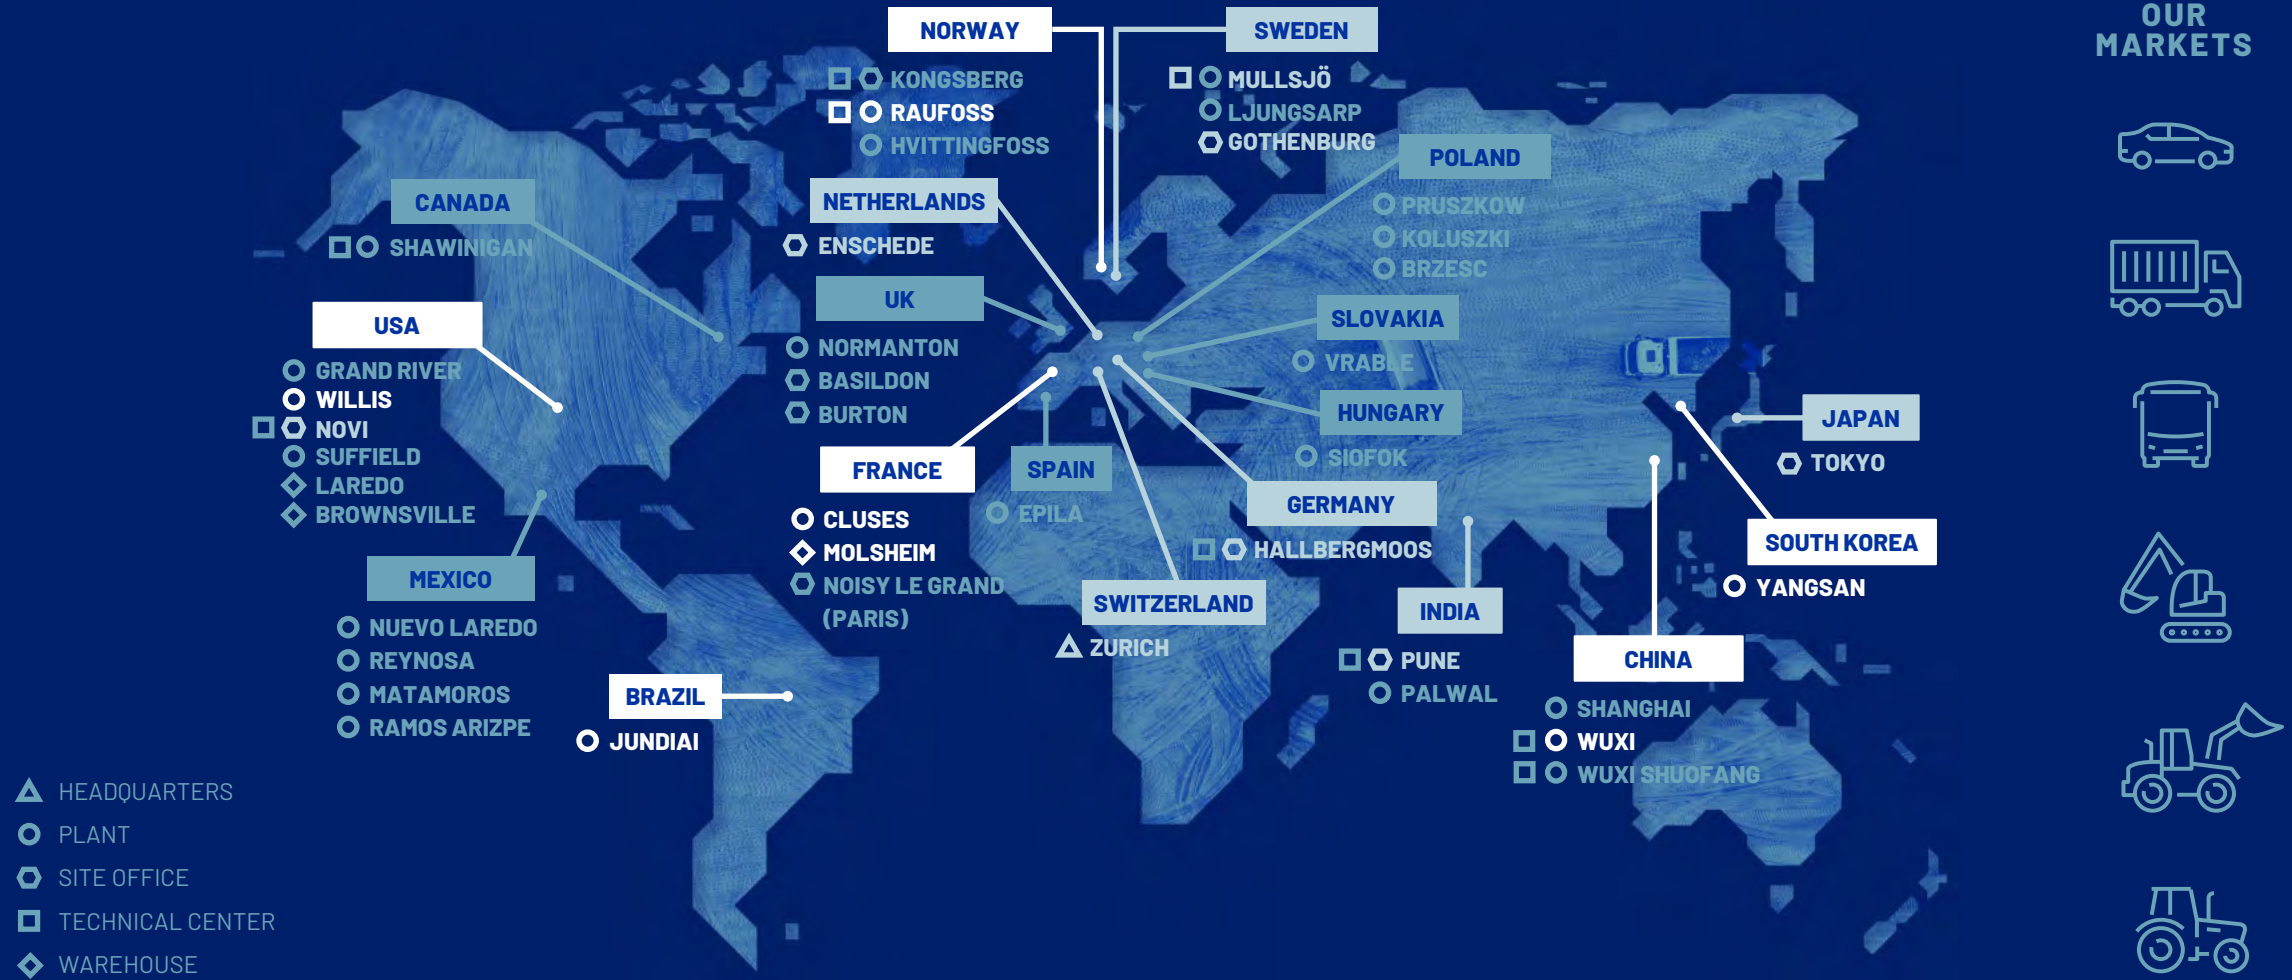 NORWAY
KONGSBERG
RAUFOSS
HVITTINGFOSS
SWEDEN
MULLSJÖ
LJUNGSARP
GOTHENBURG
OUR
MARKETS
POLAND
PRUSZKOW
KOLUSZKI
BRZESC
CANADA
SHAWINIGAN
NETHERLANDS
ENSCHEDE
UK
NORMANTON
BASILDON
BURTON
SLOVAKIA
VRABLE
HUNGARY
SIOFOK
USA
GRAND RIVER
WILLIS
NOVI
SUFFIELD
LAREDO
BROWNSVILLE
JAPAN
TOKYO
FRANCE
CLUSES
MOLSHEIM
NOISY LE GRAND
(PARIS)
SPAIN
EPILA
GERMANY
HALLBERGMOOS
SOUTH KOREA
YANGSAN
MEXICO
NUEVO LAREDO
REYNOSA
MATAMOROS
RAMOS ARIZPE
SWITZERLAND
ZURICH
INDIA
PUNE
PALWAL
CHINA
SHANGHAI
WUXI
WUXI SHUOFANG
BRAZIL
JUNDIAI
HEADQUARTERS
PLANT
SITE OFFICE
TECHNICAL CENTER
WAREHOUSE